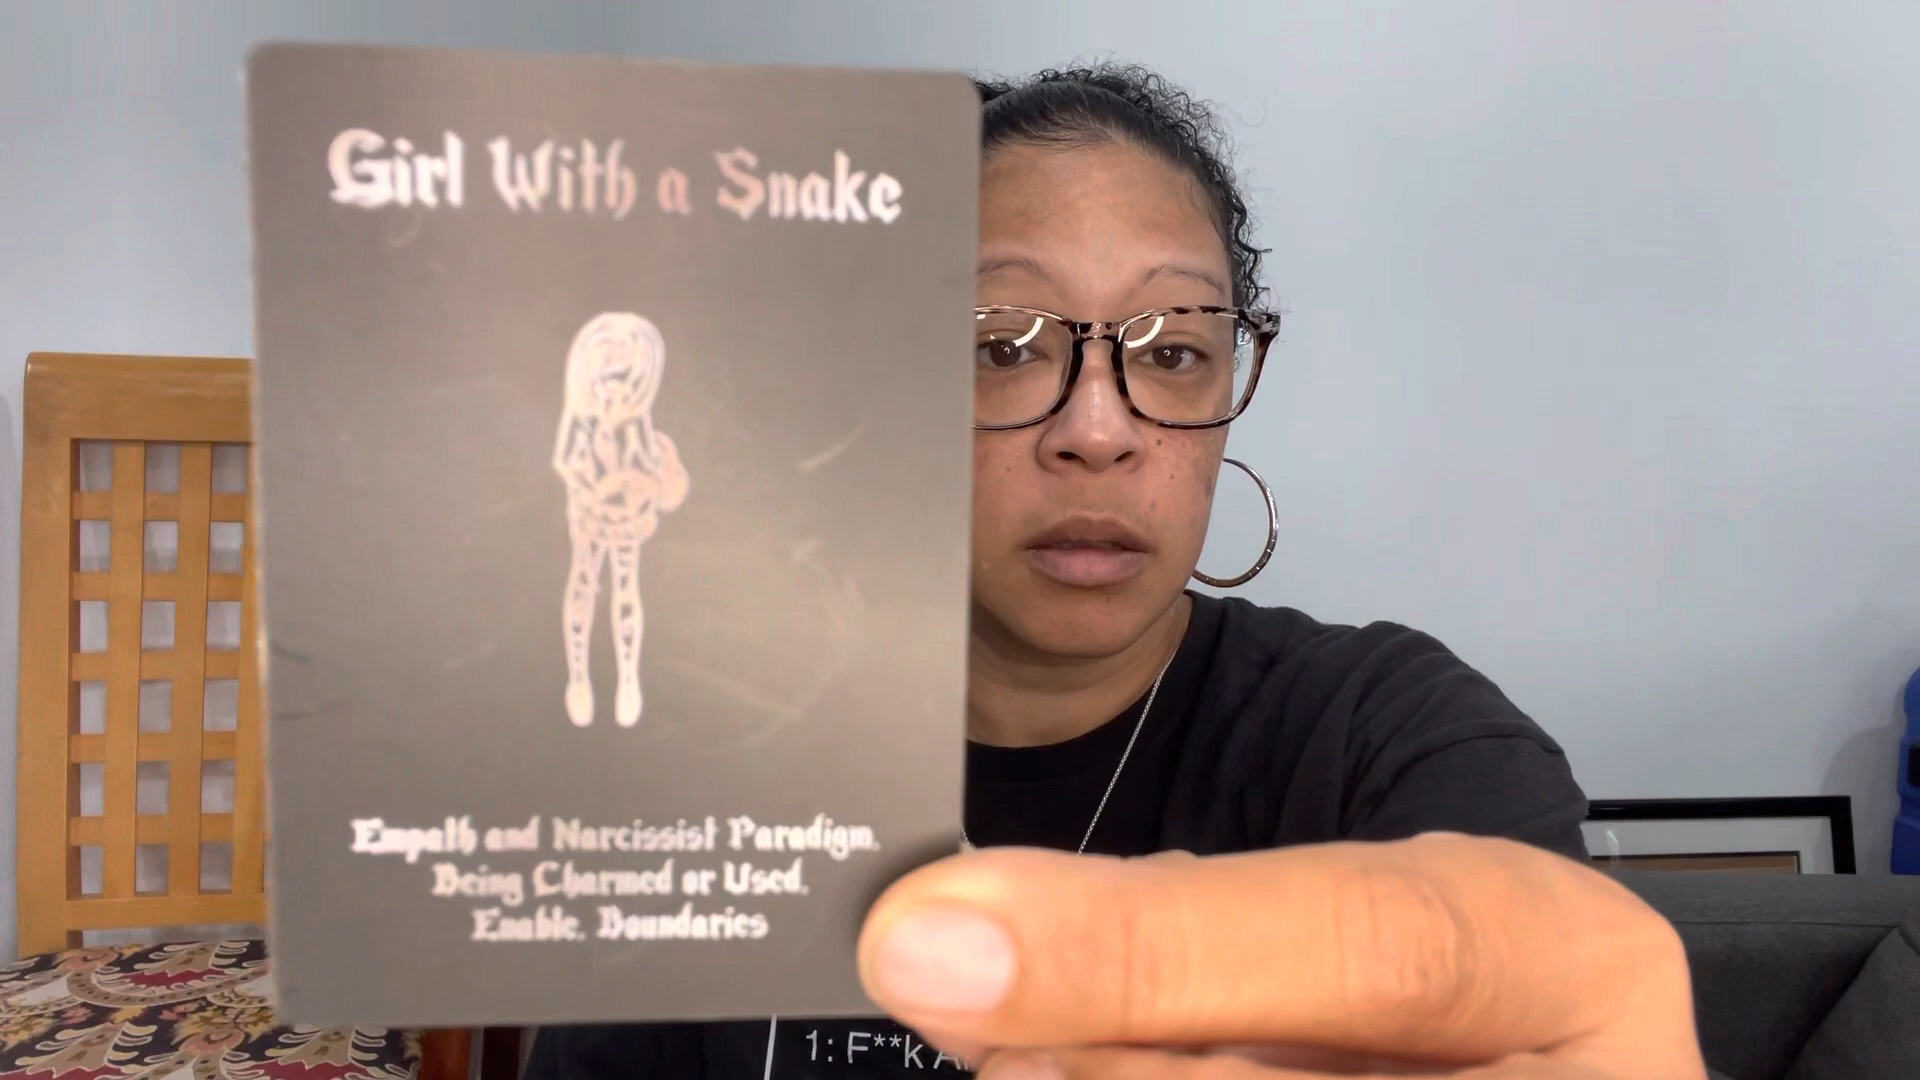 Girl With a Snake
Empath and Narcissist Paradigm.
Being Charmed or Used.
Enable. Boundaries
1: F**k